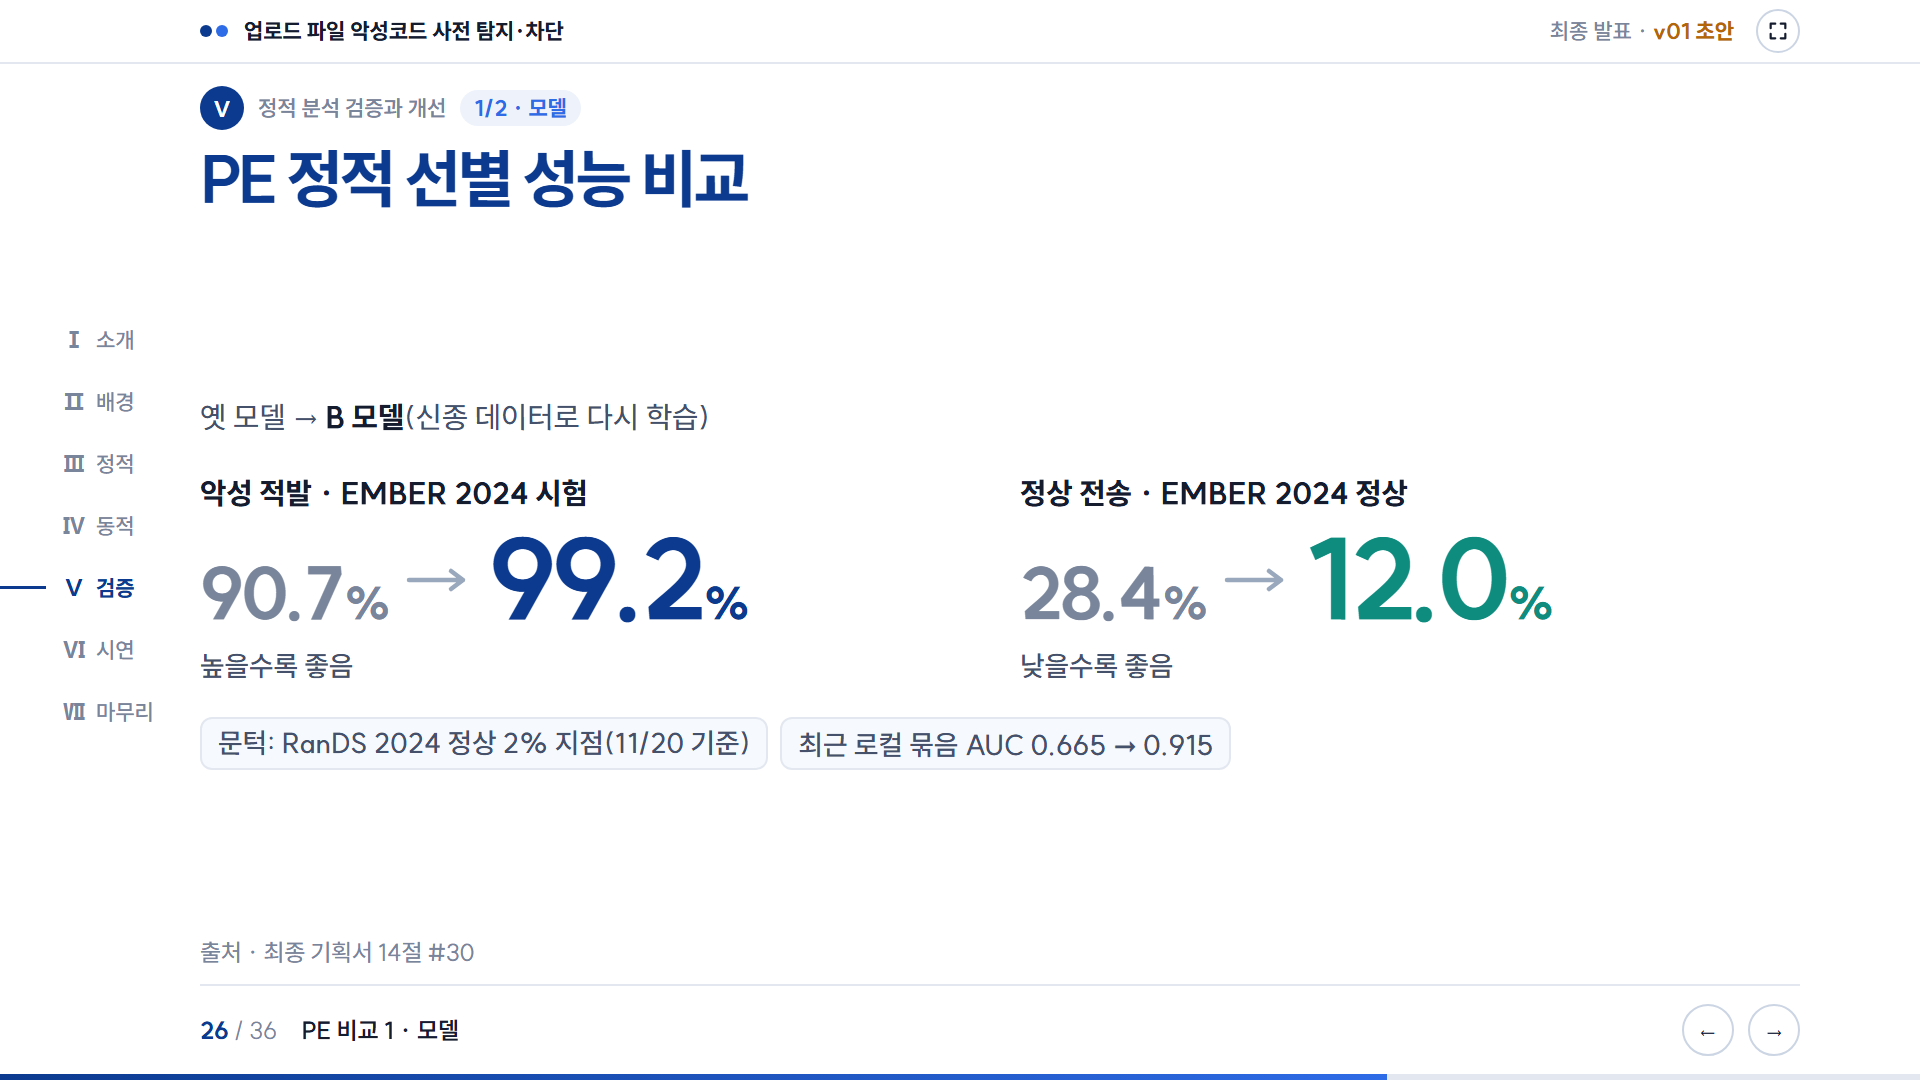 업로드 파일 악성코드 사전 탐지·차단
최종 발표 · v01 초안
V 정적 분석 검증과 개선 1/2 · 모델
PE 정적 선별 성능 비교
I 소개
II 배경
III 정적
IV 동적
V 검증
VI 시연
VII 마무리
옛 모델 → B 모델(신종 데이터로 다시 학습)
악성 적발 · EMBER 2024 시험
90.7% → 99.2%
높을수록 좋음
정상 전송 · EMBER 2024 정상
28.4% → 12.0%
낮을수록 좋음
문턱: RanDS 2024 정상 2% 지점(11/20 기준)
최근 로컬 묶음 AUC 0.665 → 0.915
출처 · 최종 기획서 14절 #30
26 / 36 PE 비교 1 · 모델
← →